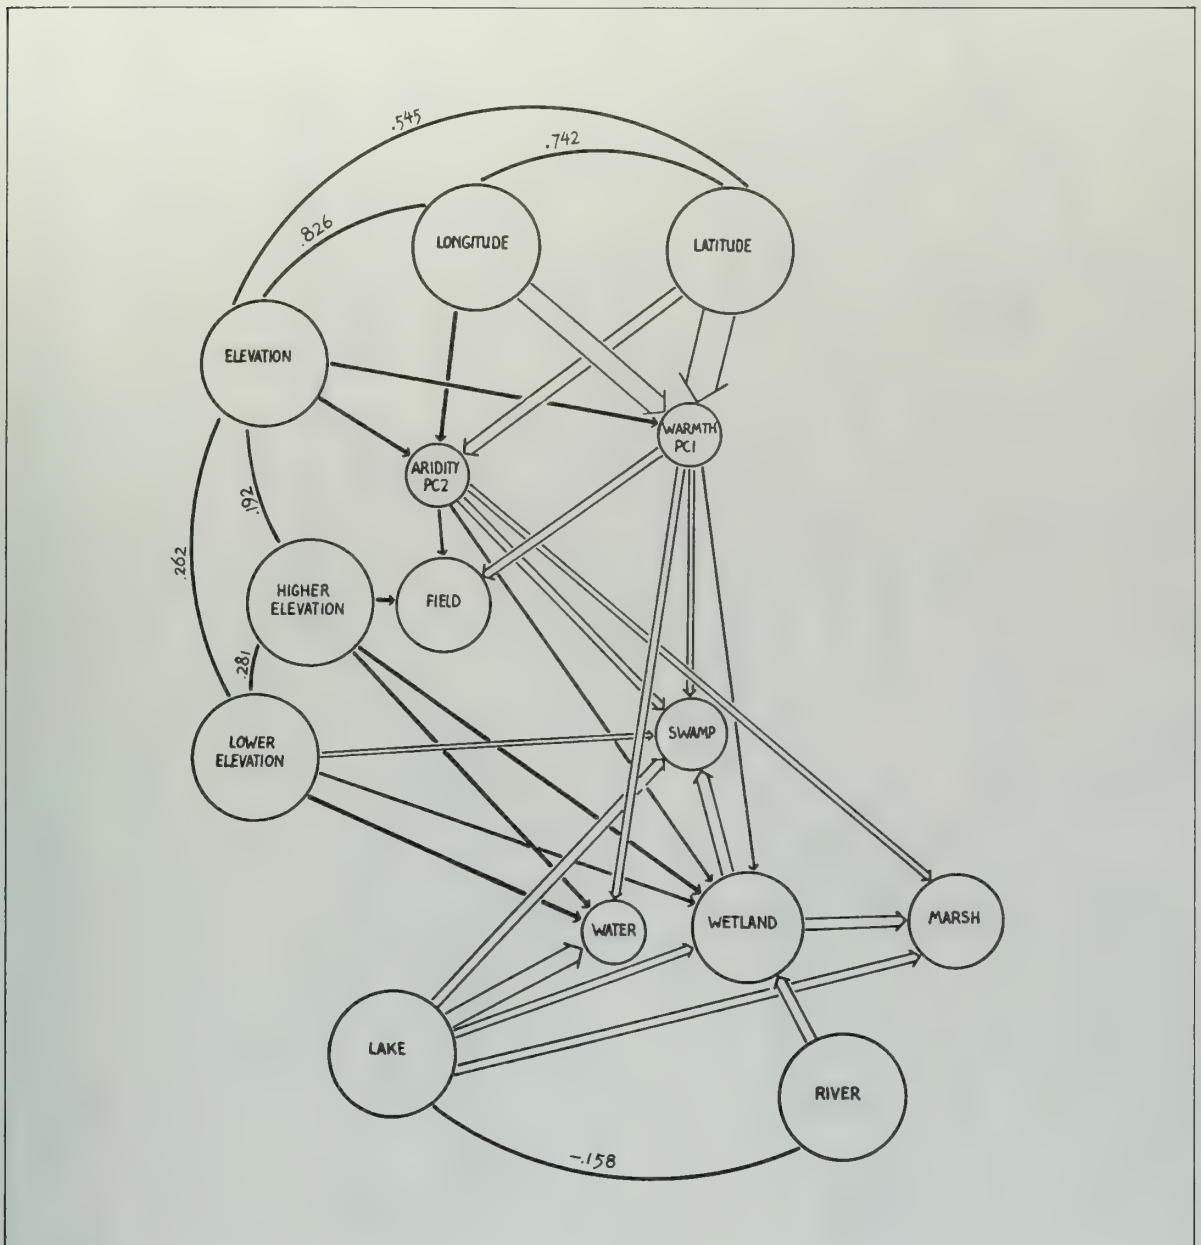 .545
.742
.826
LONGITUDE
LATITUDE
ELEVATION
WARMTH
PC1
ARIDITY
PC2
.192
.262
HIGHER
ELEVATION
FIELD
.281
LOWER
ELEVATION
SWAMP
WATER
WETLAND
MARSH
LAKE
RIVER
-.158